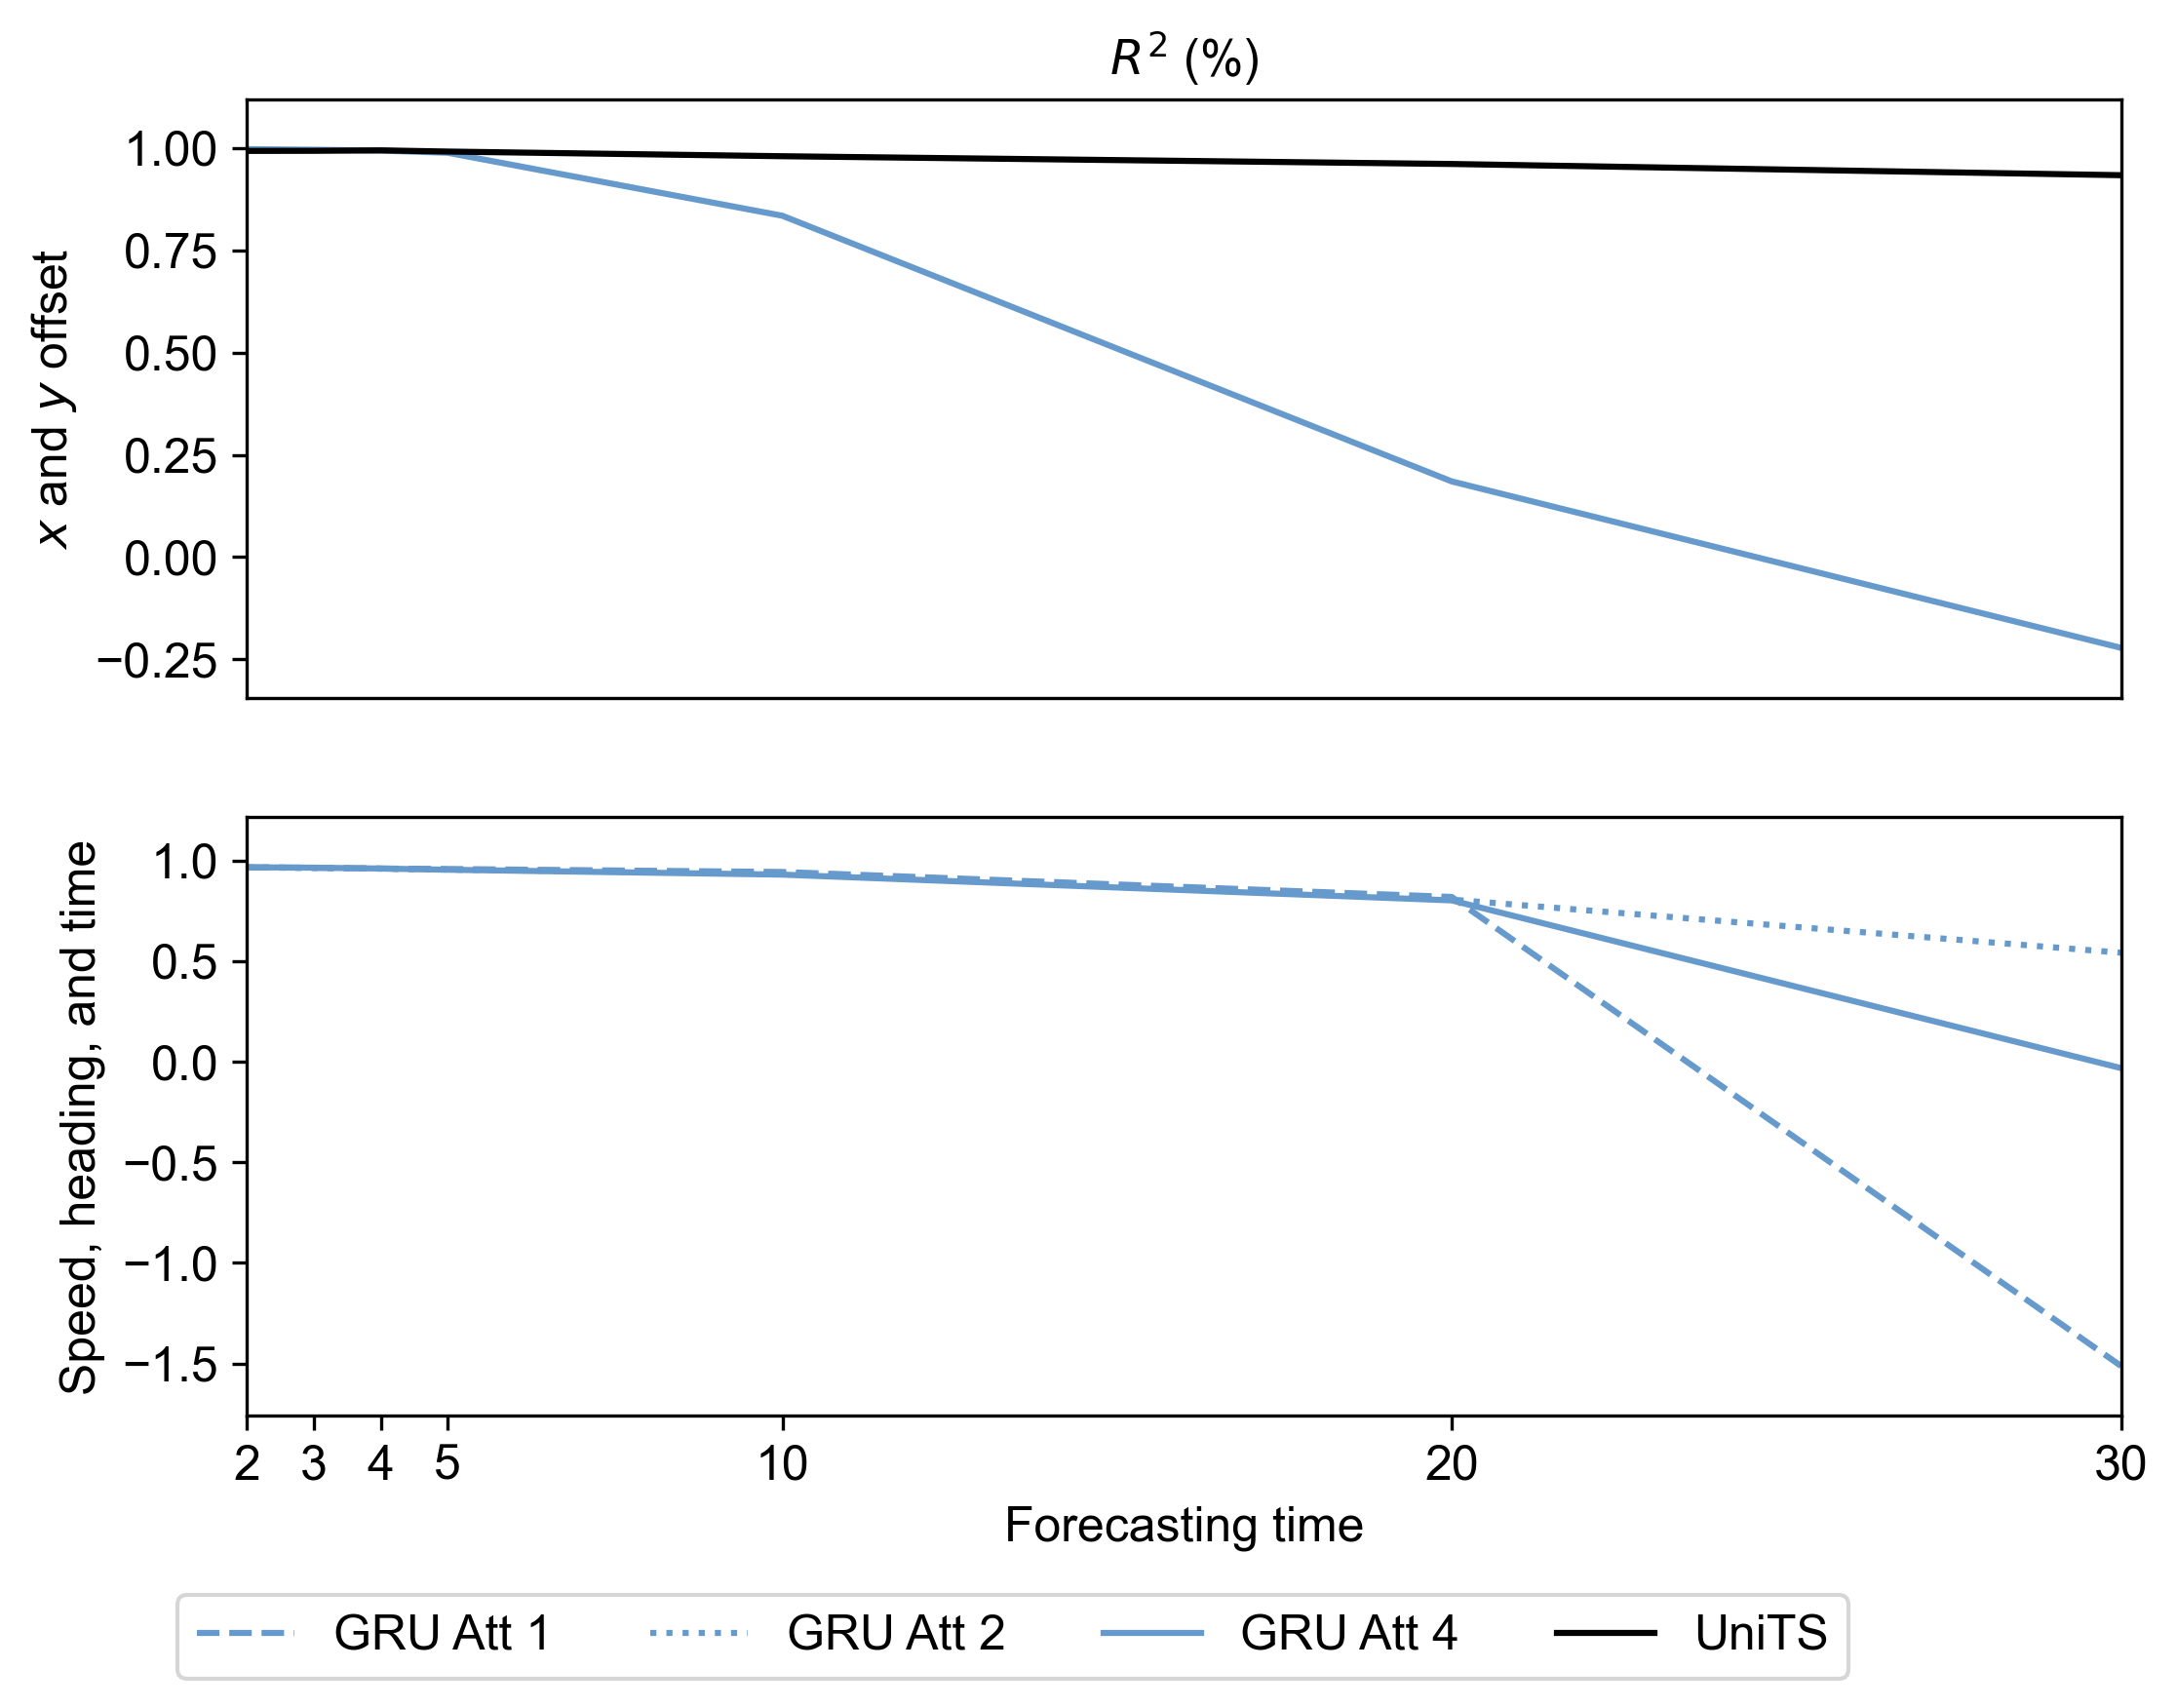 R² (%)
x and y offset
1.00
0.75
0.50
0.25
0.00
−0.25
Speed, heading, and time
1.0
0.5
0.0
−0.5
−1.0
−1.5
2 3 4 5 10 20 30
Forecasting time
GRU Att 1 GRU Att 2 GRU Att 4 UniTS